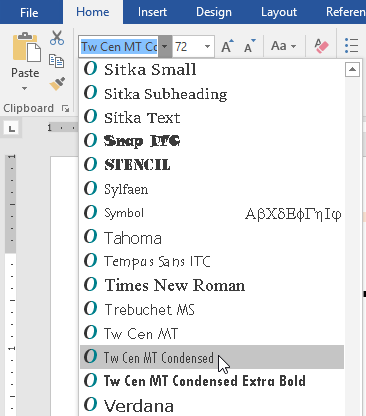 File Home Insert Design Layout Referen
Paste
Clipboard
Tw Cen MT Co 72 A A Aa
L
1
1
O Sitka Small
O Sitka Subheading
O Sitka Text
O Snap ITC
O STENCIL
O Sylfaen
O Symbol ΑβΧδΕφΓηΙφ
O Tahoma
O Tempus Sans ITC
O Times New Roman
O Trebuchet MS
O Tw Cen MT
O Tw Cen MT Condensed
O Tw Cen MT Condensed Extra Bold
O Verdana